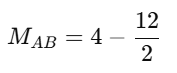 M_{AB} = 4 - \frac{12}{2}